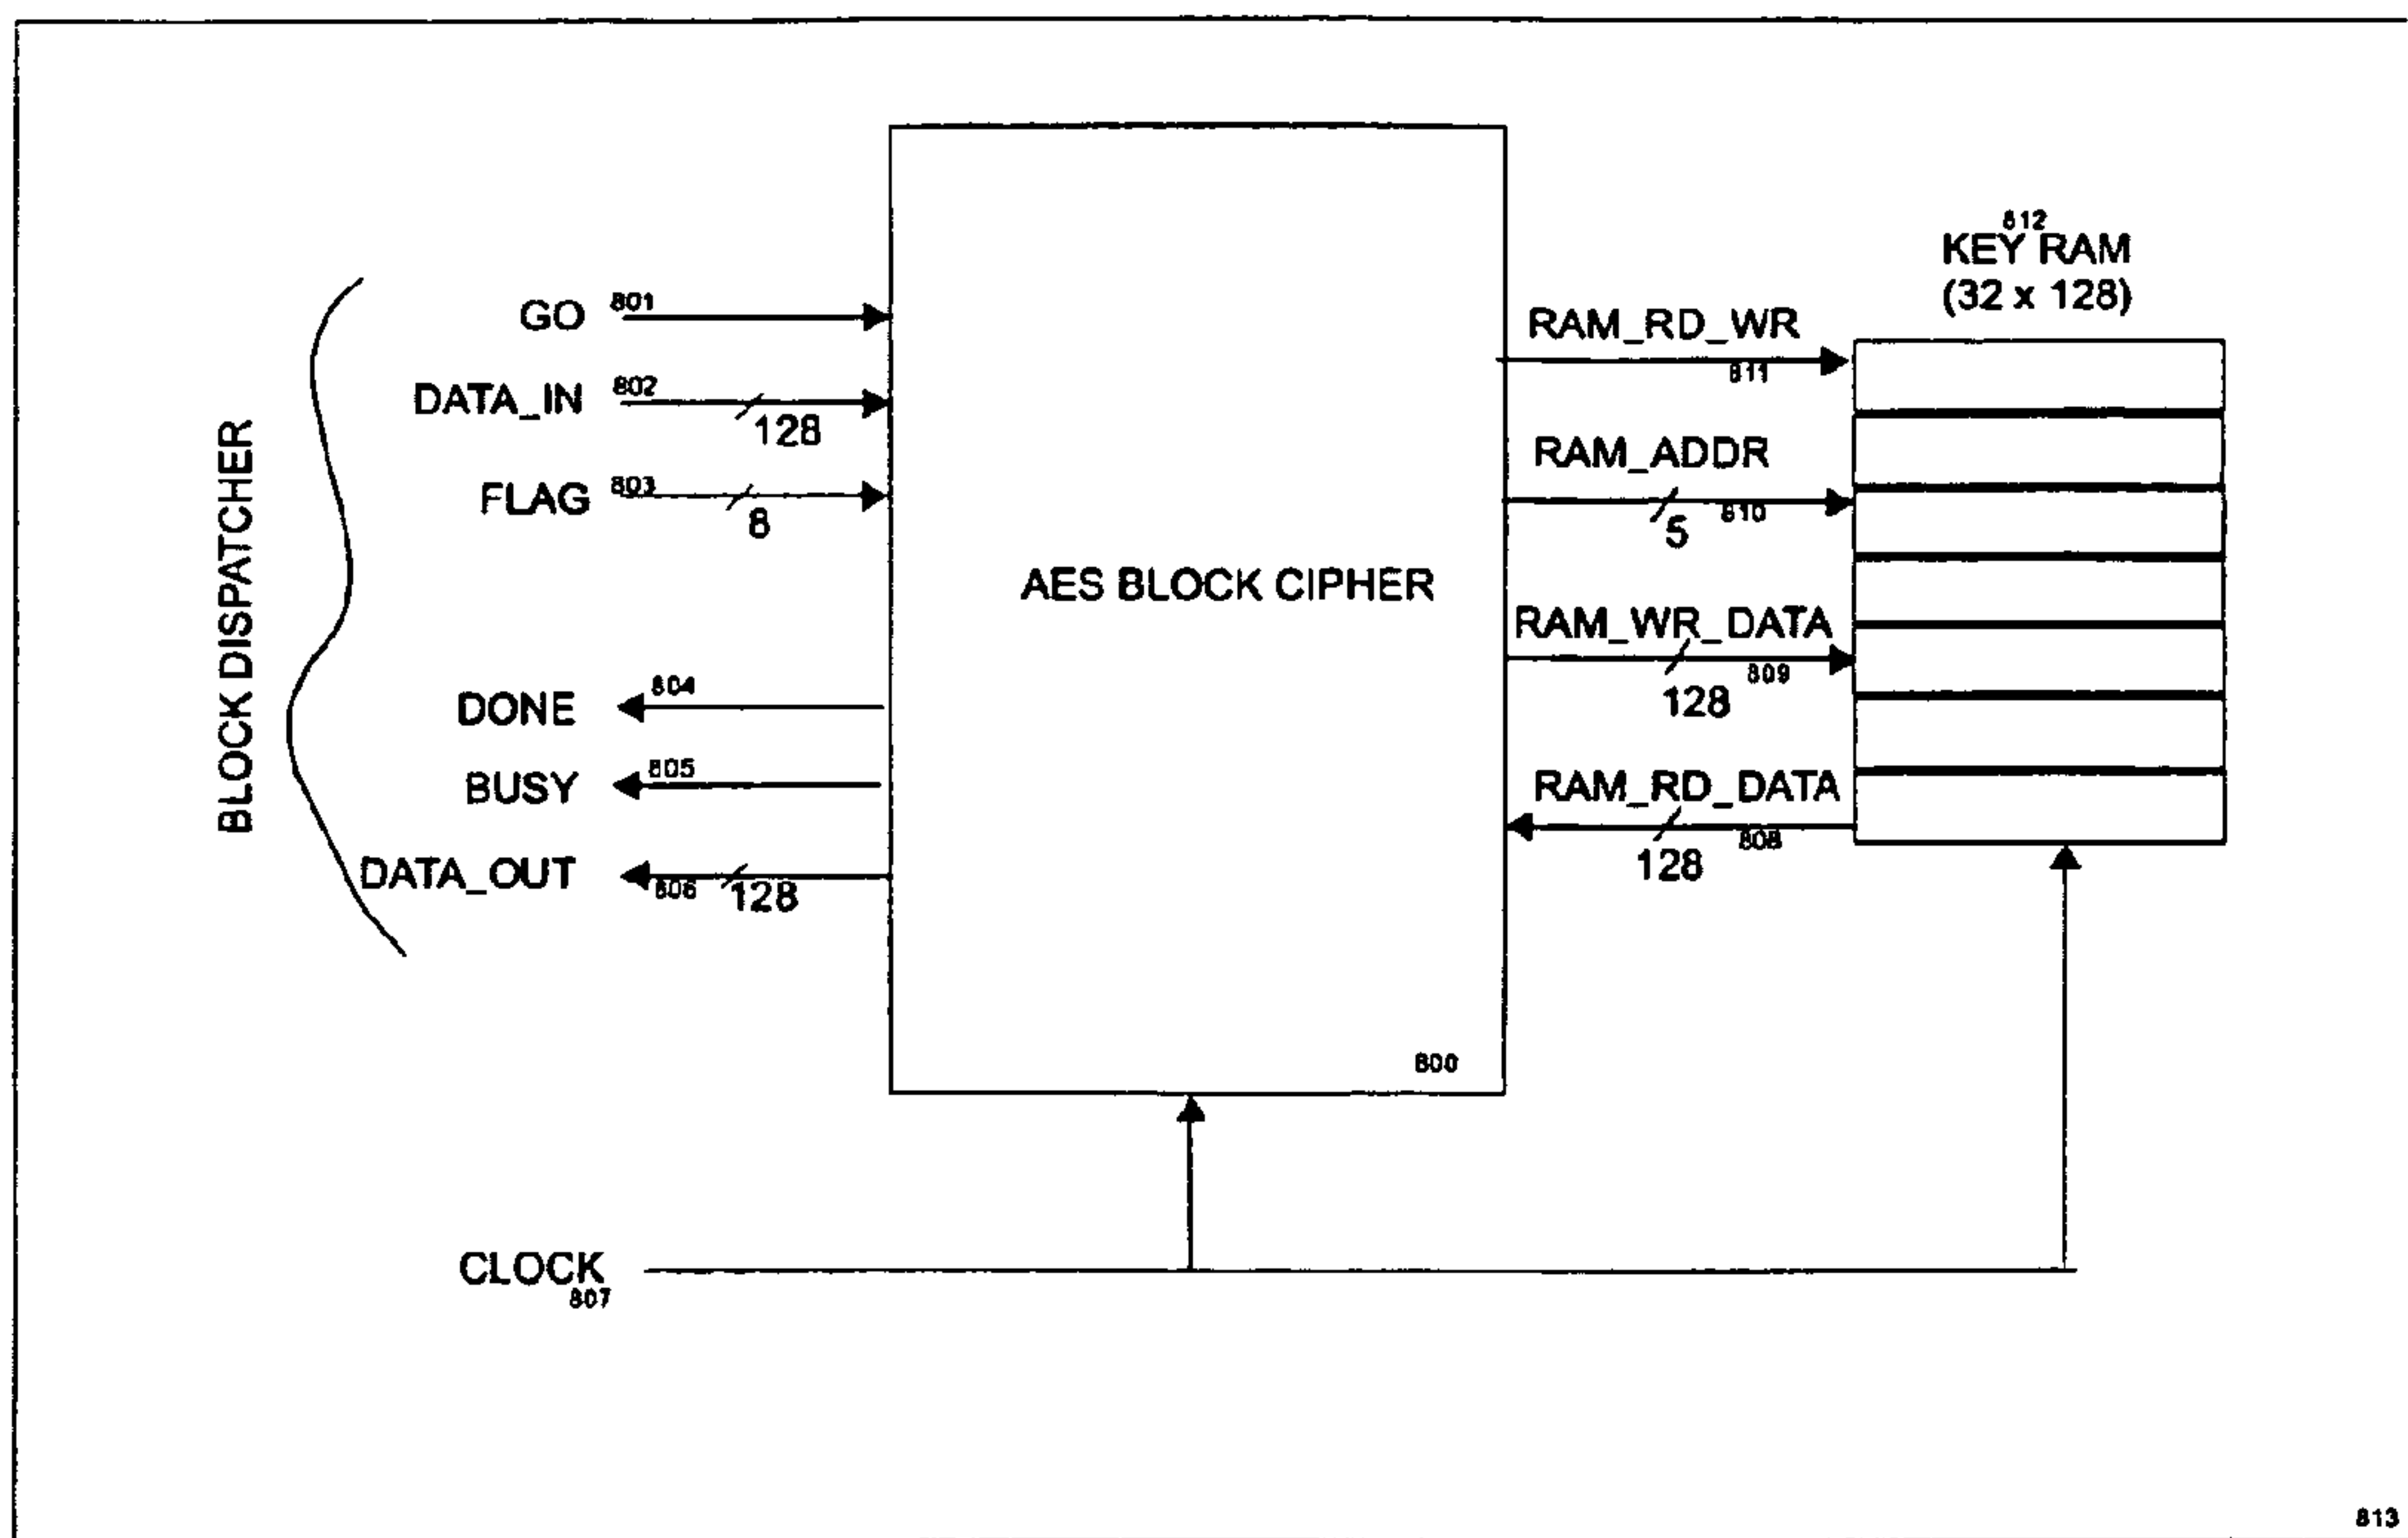 812
KEY RAM
(32 x 128)
BLOCK DISPATCHER
GO 801
DATA_IN 802
128
FLAG 803
8
DONE 804
BUSY 805
DATA_OUT 806 128
AES BLOCK CIPHER
800
RAM_RD_WR
811
RAM_ADDR
5 810
RAM_WR_DATA
128 809
RAM_RD_DATA
128 808
CLOCK
807
813